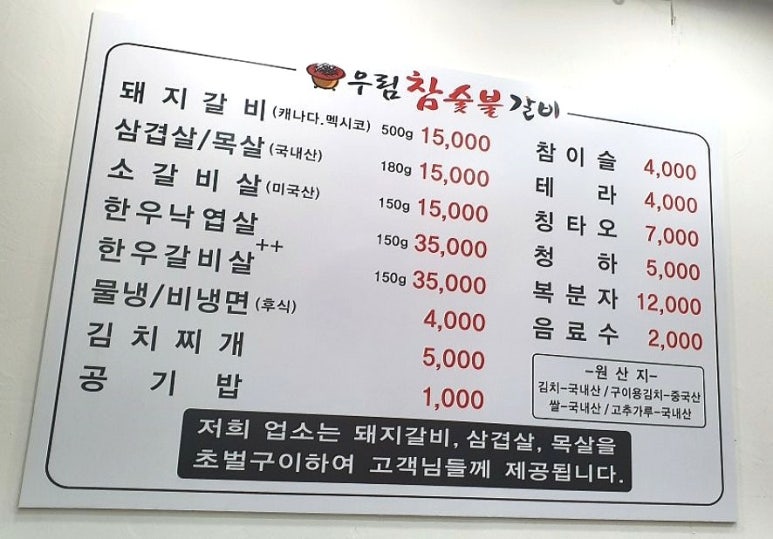 무림 참숯불 갈비
돼지갈비 (캐나다.멕시코) 500g 15,000
삼겹살/목살 (국내산) 180g 15,000
소갈비살 (미국산) 150g 15,000
한우낙엽살 150g 35,000
한우갈비살++ 150g 35,000
물냉/비냉면 (후식) 4,000
김치찌개 5,000
공기밥 1,000
참이슬 4,000
테라 4,000
칭타오 7,000
청하 5,000
복분자 12,000
음료수 2,000
-원산지-
김치-국내산 / 구이용김치-중국산
쌀-국내산 / 고추가루-국내산
저희 업소는 돼지갈비, 삼겹살, 목살을
초벌구이하여 고객님들께 제공됩니다.